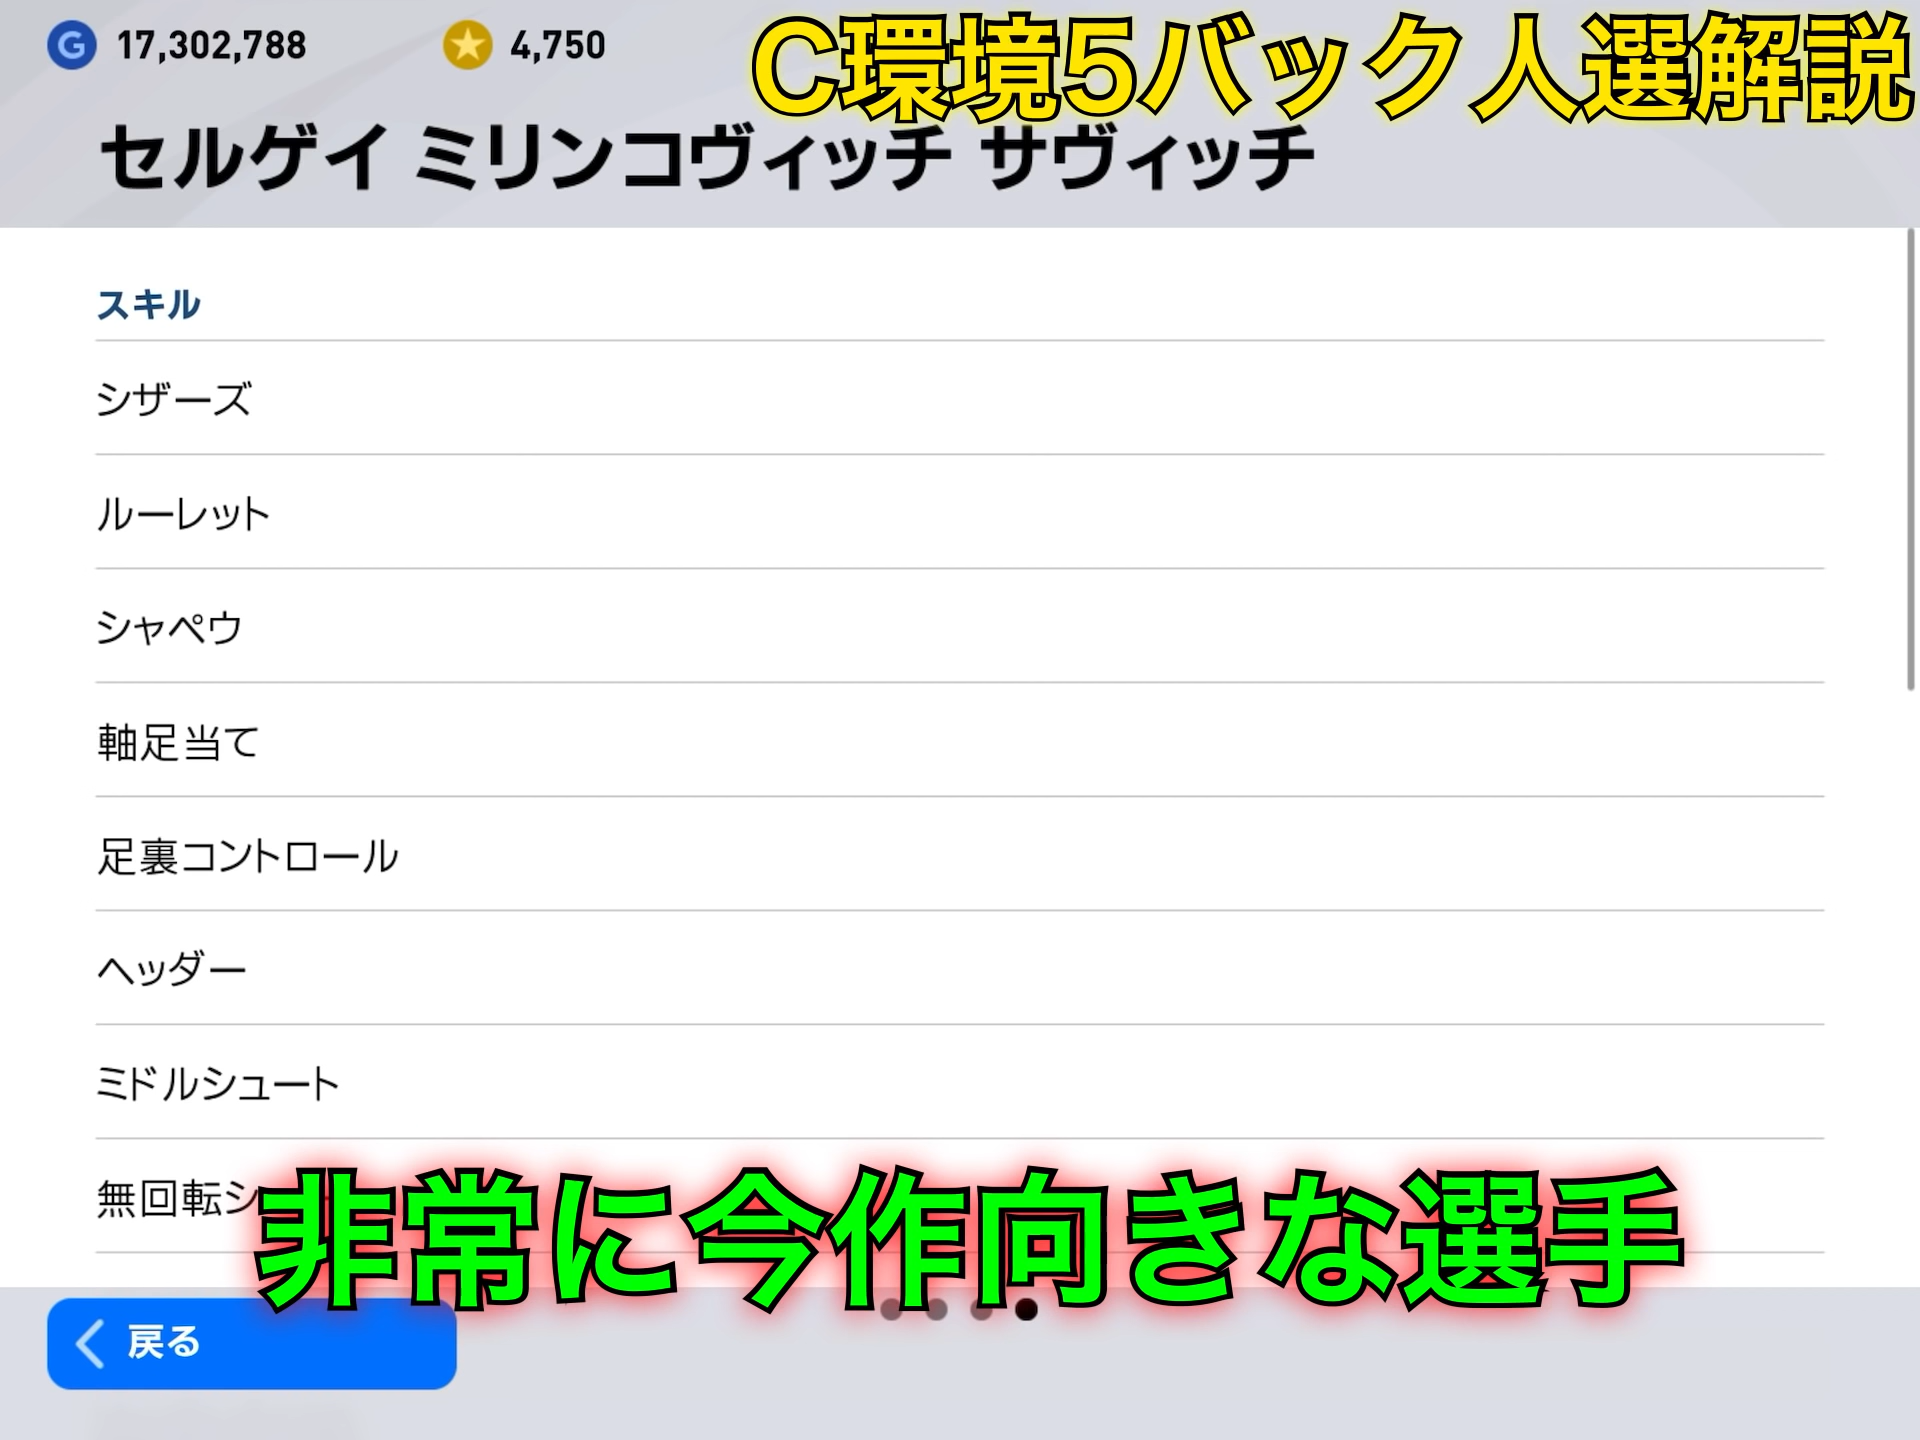 G 17,302,788 4,750
C環境5バック人選解説
セルゲイ ミリンコヴィッチ サヴィッチ
スキル
シザーズ
ルーレット
シャペウ
軸足当て
足裏コントロール
ヘッダー
ミドルシュート
無回転シ
非常に今作向きな選手
戻る